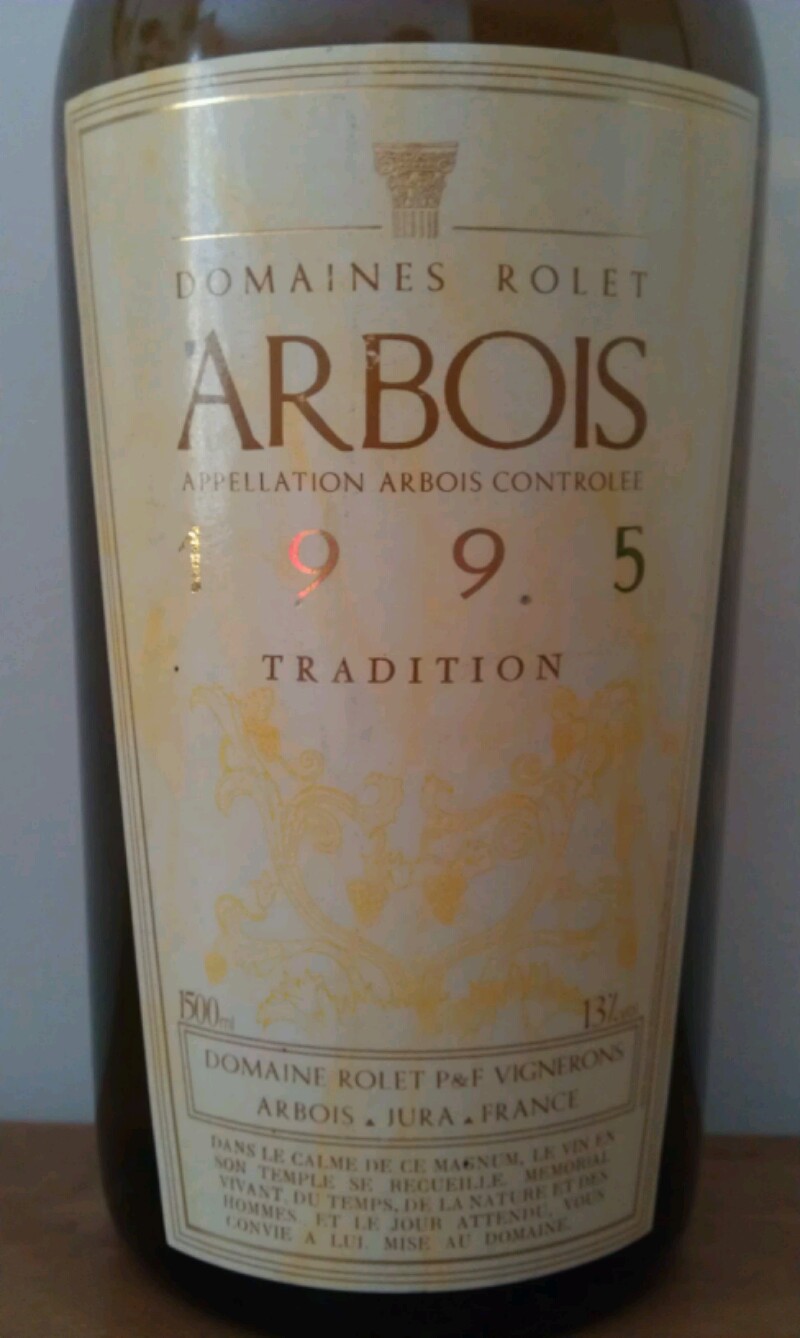 DOMAINES ROLET
ARBOIS
APPELLATION ARBOIS CONTROLEE
1995
TRADITION
1500ml 13%vol
DOMAINE ROLET P&F VIGNERONS
ARBOIS ▲ JURA ▲ FRANCE
DANS LE CALME DE CE MAGNUM, LE VIN EN
SON TEMPLE SE RECUEILLE. MEMORIAL
VIVANT, DU TEMPS, DE LA NATURE ET DES
HOMMES, ET LE JOUR ATTENDU, VOUS
CONVIE A LUI. MISE AU DOMAINE.